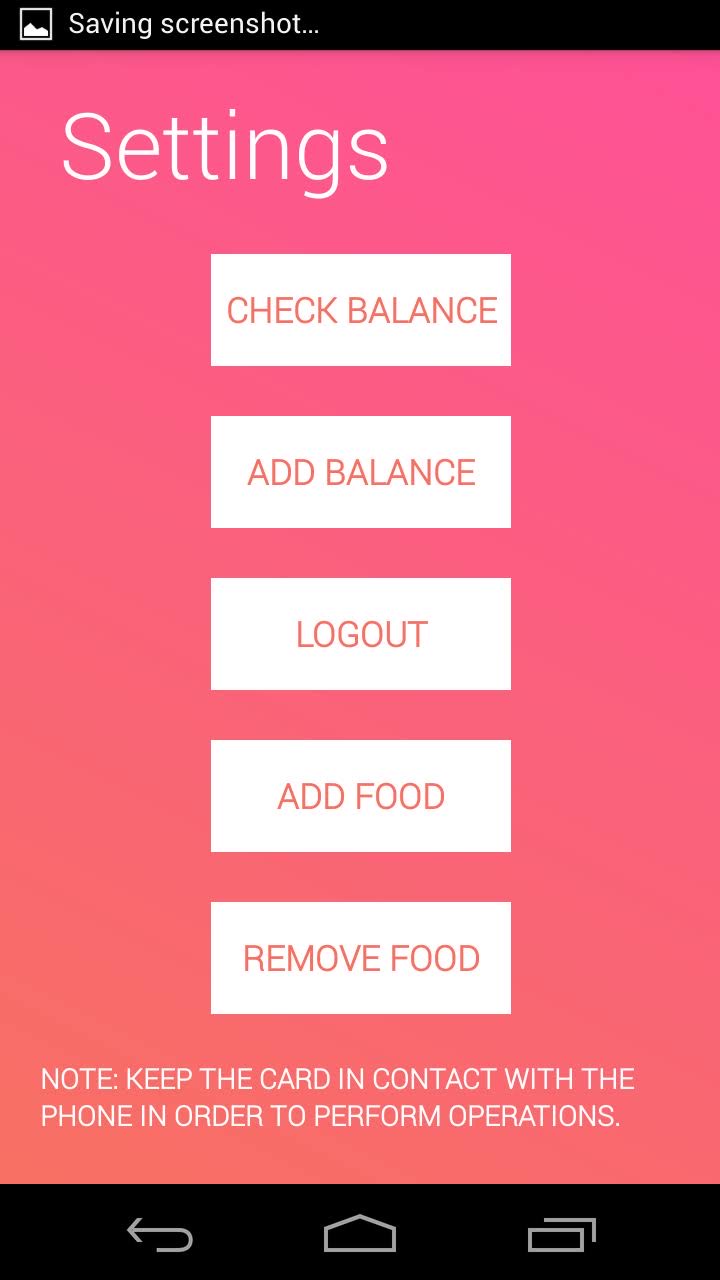 Saving screenshot...
Settings
CHECK BALANCE
ADD BALANCE
LOGOUT
ADD FOOD
REMOVE FOOD
NOTE: KEEP THE CARD IN CONTACT WITH THE
PHONE IN ORDER TO PERFORM OPERATIONS.